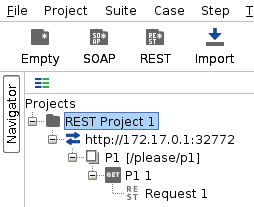 File Project Suite Case Step T
Empty SOAP REST Import
Navigator
Projects
REST Project 1
http://172.17.0.1:32772
P1 [/please/p1]
GET P1 1
REST Request 1